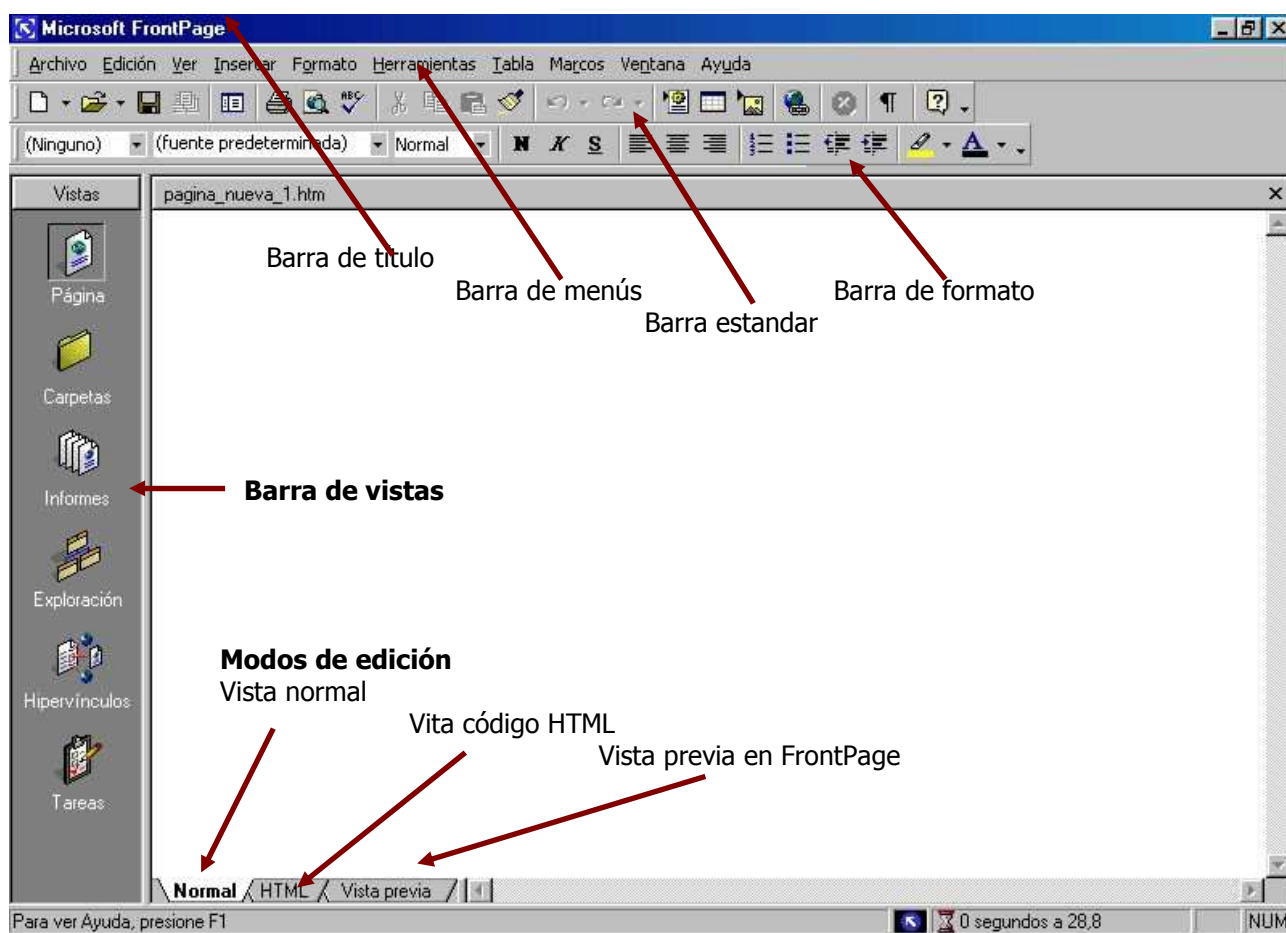 Microsoft FrontPage
Archivo Edición Ver Insertar Formato Herramientas Tabla Marcos Ventana Ayuda
(Ninguno) (fuente predeterminada) Normal N K S A
Vistas pagina_nueva_1.htm
Página
Carpetas
Informes
Exploración
Hipervínculos
Tareas
Barra de titulo
Barra de menús
Barra de formato
Barra estandar
Barra de vistas
Modos de edición
Vista normal
Vita código HTML
Vista previa en FrontPage
Normal HTML Vista previa
Para ver Ayuda, presione F1 0 segundos a 28,8 NUM